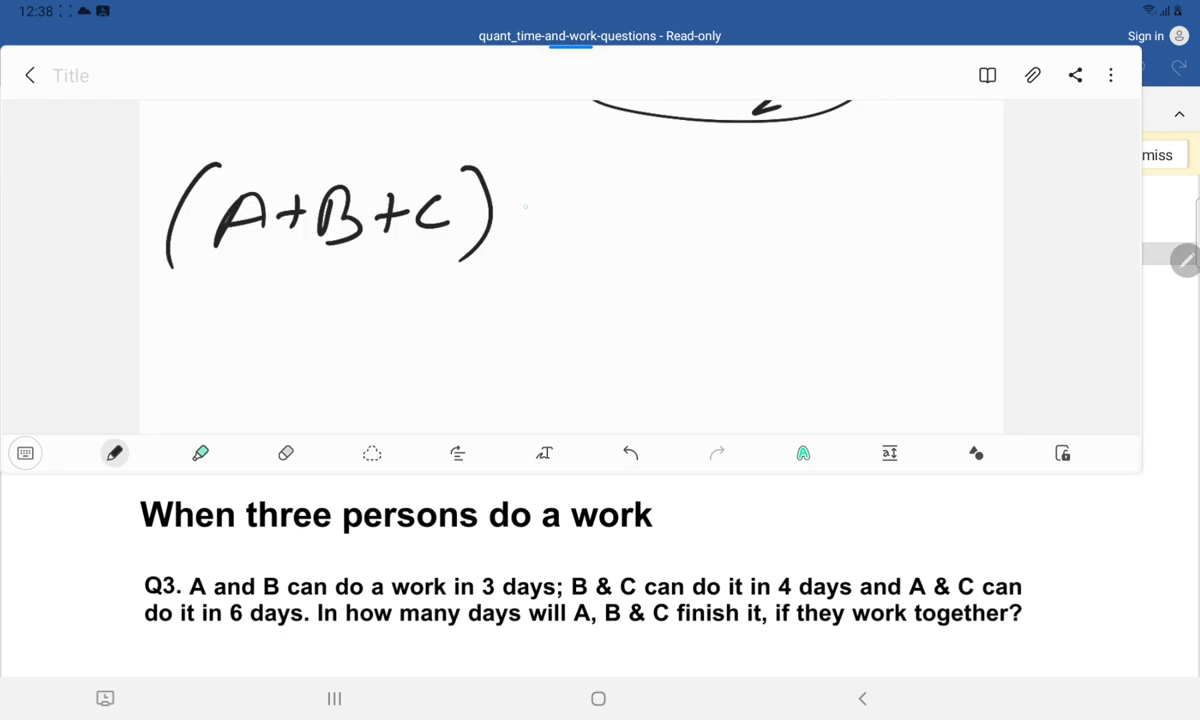 12:38
quant_time-and-work-questions - Read-only
Sign in
Title
miss
2
(A+B+C)
When three persons do a work
Q3. A and B can do a work in 3 days; B & C can do it in 4 days and A & C can
do it in 6 days. In how many days will A, B & C finish it, if they work together?